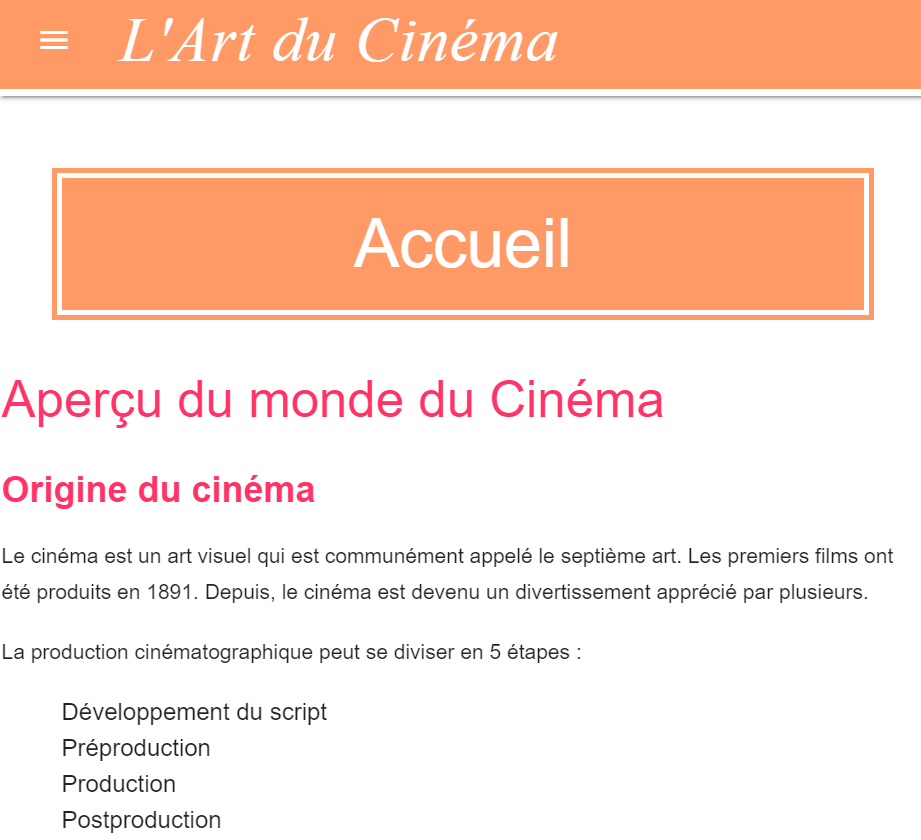 L'Art du Cinéma
Accueil
Aperçu du monde du Cinéma
Origine du cinéma
Le cinéma est un art visuel qui est communément appelé le septième art. Les premiers films ont
été produits en 1891. Depuis, le cinéma est devenu un divertissement apprécié par plusieurs.
La production cinématographique peut se diviser en 5 étapes :
Développement du script
Préproduction
Production
Postproduction